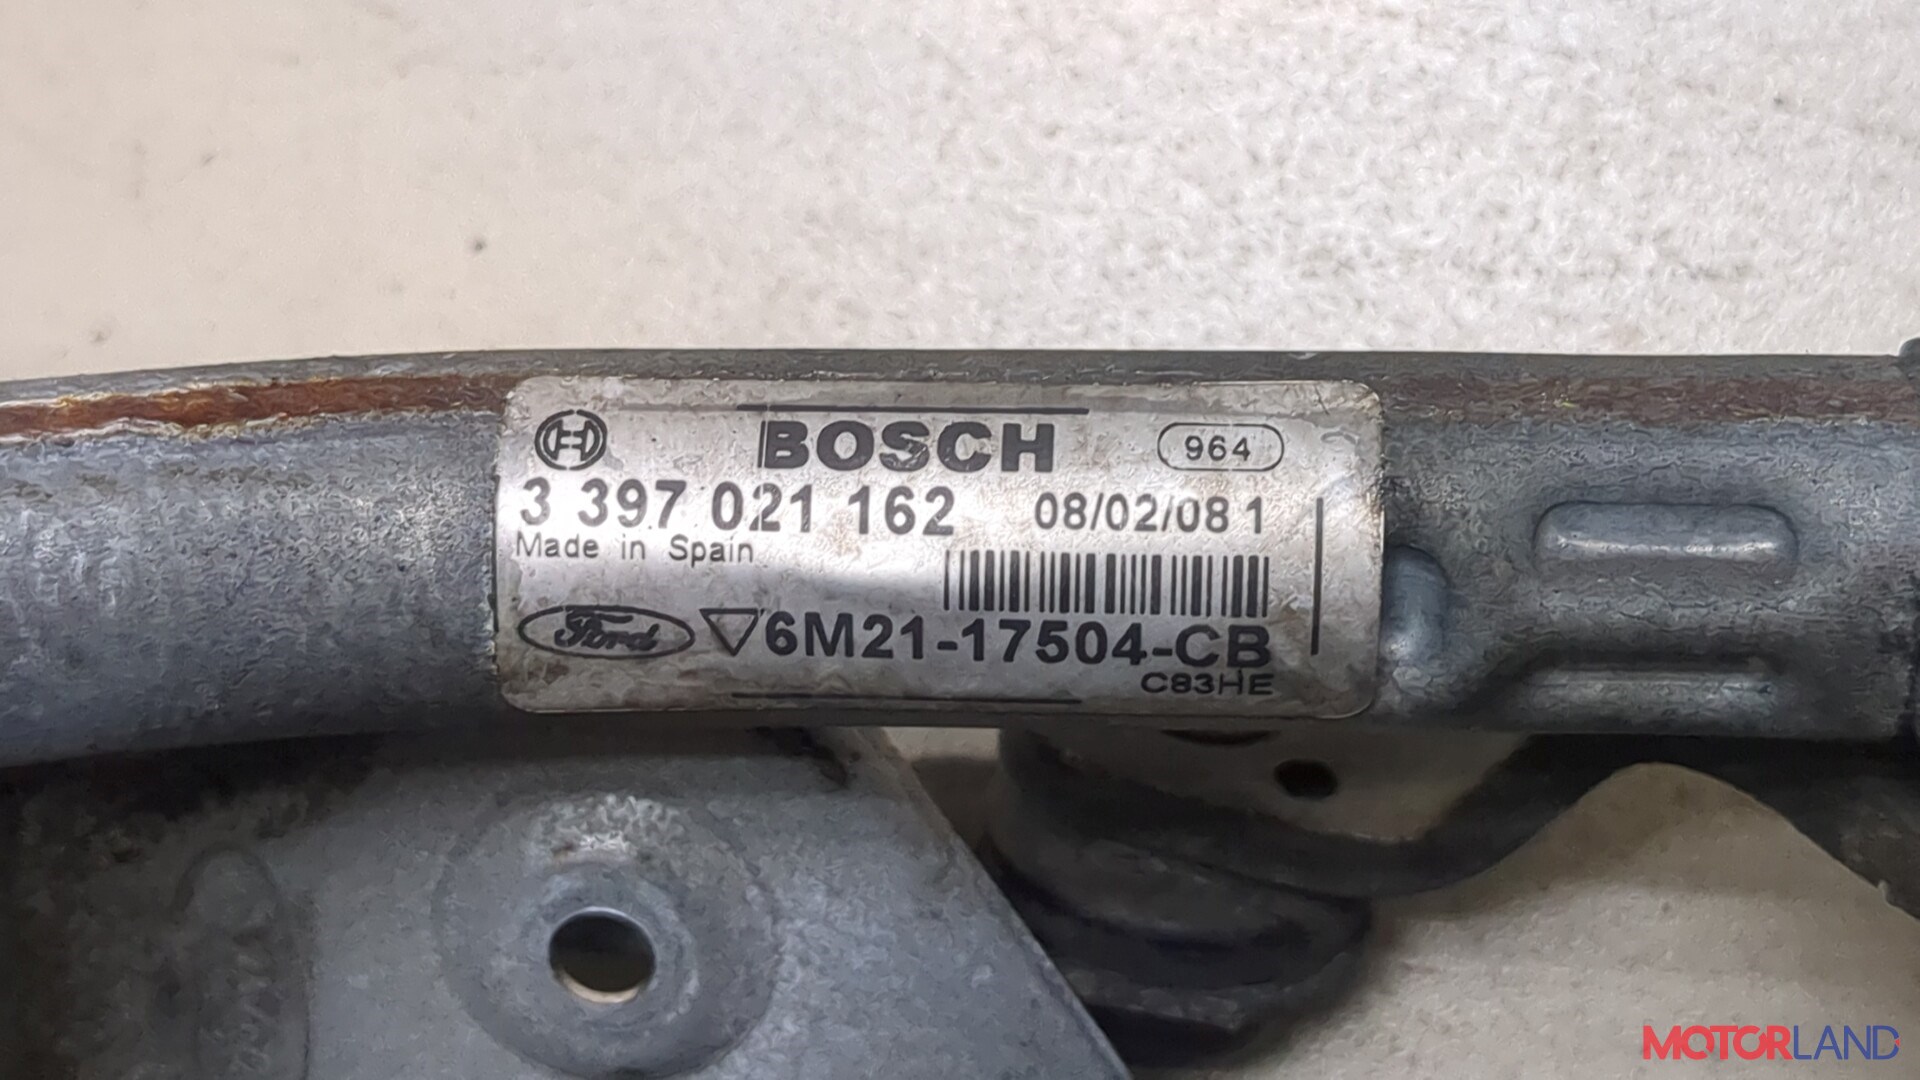 BOSCH 964
3 397 021 162 08/02/08 1
Made in Spain
Ford 6M21-17504-CB
C83HE
MOTORLAND